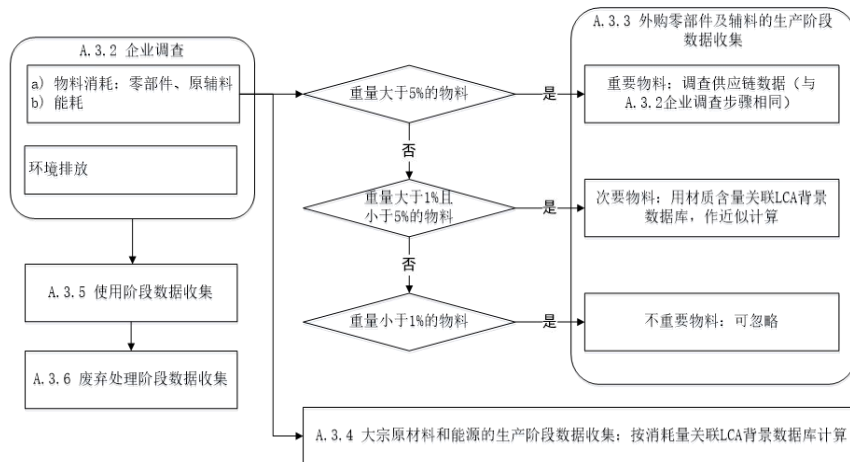 A.3.2 企业调查
a) 物料消耗：零部件、原辅料
b) 能耗
环境排放
A.3.5 使用阶段数据收集
A.3.6 废弃处理阶段数据收集
重量大于5%的物料
是
否
重量大于1%且
小于5%的物料
是
否
重量小于1%的物料
是
A.3.3 外购零部件及辅料的生产阶段
数据收集
重要物料：调查供应链数据（与
A.3.2企业调查步骤相同）
次要物料：用材质含量关联LCA背景
数据库，作近似计算
不重要物料：可忽略
A.3.4 大宗原材料和能源的生产阶段数据收集：按消耗量关联LCA背景数据库计算